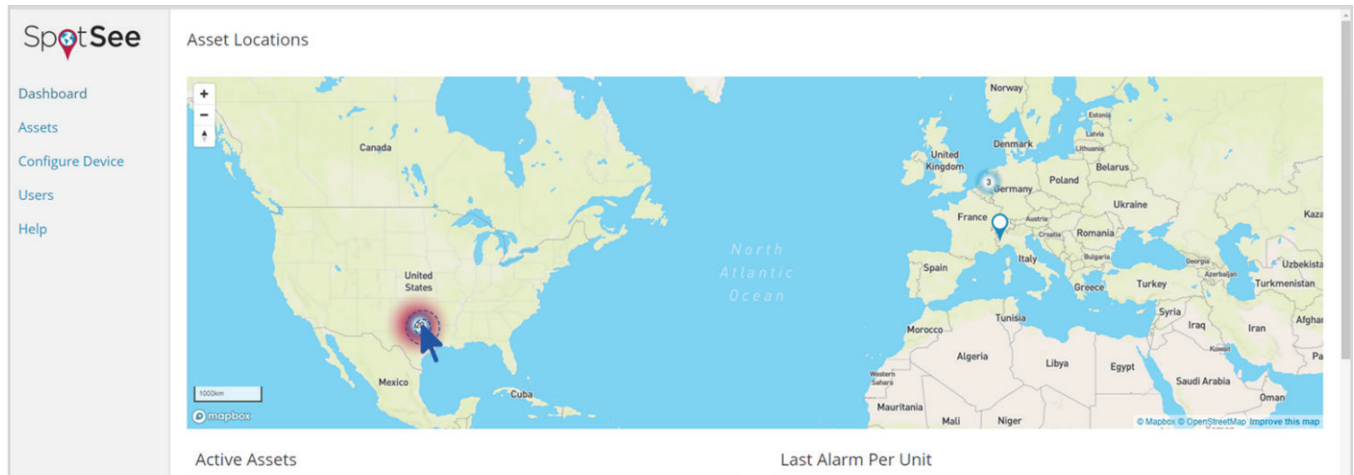 SpotSee
Dashboard
Assets
Configure Device
Users
Help
Asset Locations
+
−
Canada
United
States
Mexico
Cuba
1000km
mapbox
North
Atlantic
Ocean
Norway
Estonia
Latvia
Lithuania
Denmark
United
Kingdom
Belarus
Poland
3
Germany
Ukraine
France
Austria
Croatia
Romania
Kaza
Italy
Bulgaria
Spain
Georgia
Azerbaijan
Uzbekista
Turkmenistan
Greece
Turkey
Tunisia
Syria
Iraq
Iran
Afghar
Morocco
Algeria
Libya
Egypt
Kuwait
Pa
Western
Sahara
Saudi Arabia
Oman
Mauritania
Mali
Niger
© Mapbox © OpenStreetMap Improve this map
Active Assets
Last Alarm Per Unit